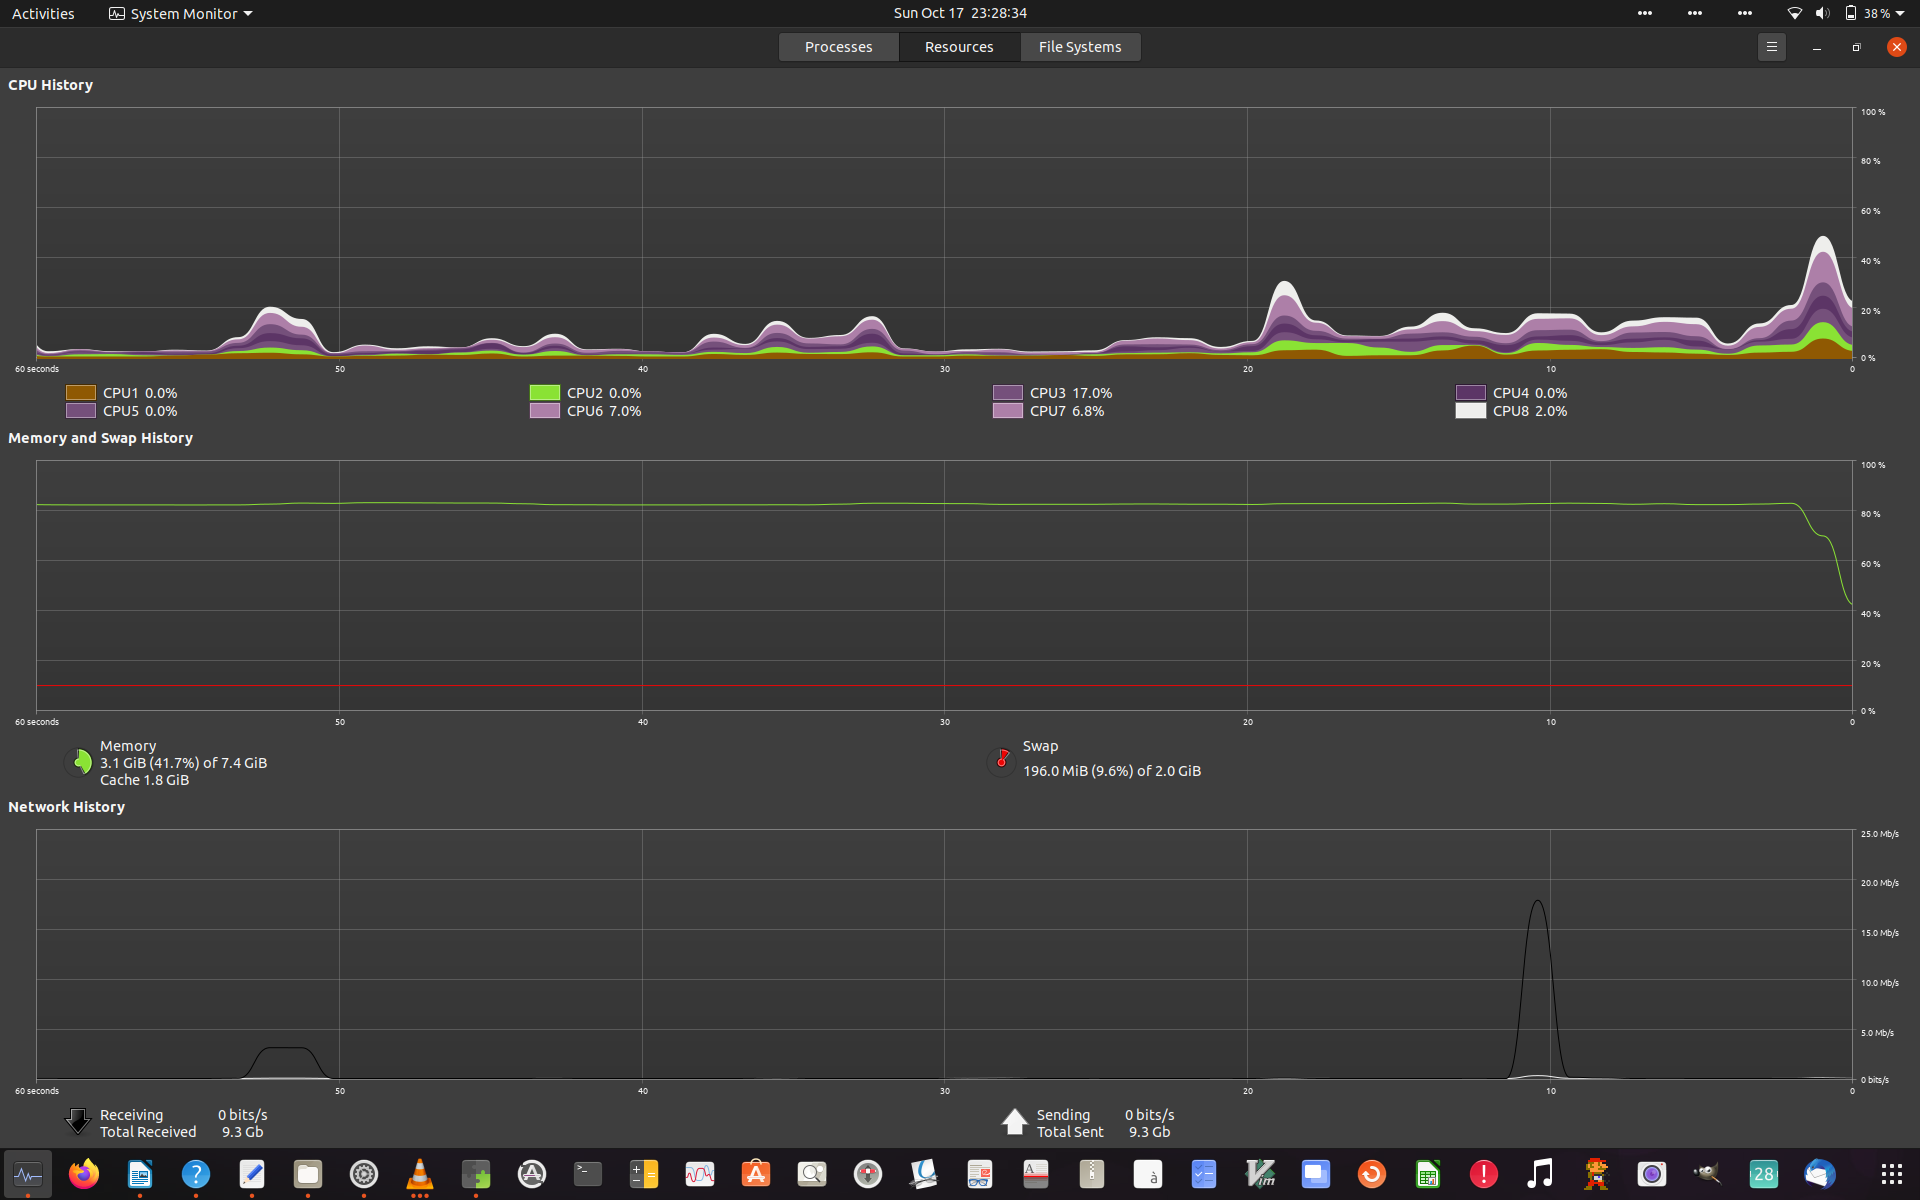 Activities System Monitor Sun Oct 17 23:28:34 38 %
Processes Resources File Systems
CPU History
100 %
80 %
60 %
40 %
20 %
0 %
60 seconds 50 40 30 20 10 0
CPU1 0.0% CPU2 0.0% CPU3 17.0% CPU4 0.0%
CPU5 0.0% CPU6 7.0% CPU7 6.8% CPU8 2.0%
Memory and Swap History
100 %
80 %
60 %
40 %
20 %
0 %
60 seconds 50 40 30 20 10 0
Memory
3.1 GiB (41.7%) of 7.4 GiB
Cache 1.8 GiB
Swap
196.0 MiB (9.6%) of 2.0 GiB
Network History
25.0 Mb/s
20.0 Mb/s
15.0 Mb/s
10.0 Mb/s
5.0 Mb/s
0 bits/s
60 seconds 50 40 30 20 10 0
Receiving 0 bits/s
Total Received 9.3 Gb
Sending 0 bits/s
Total Sent 9.3 Gb
? >_ A à Vim ! 28